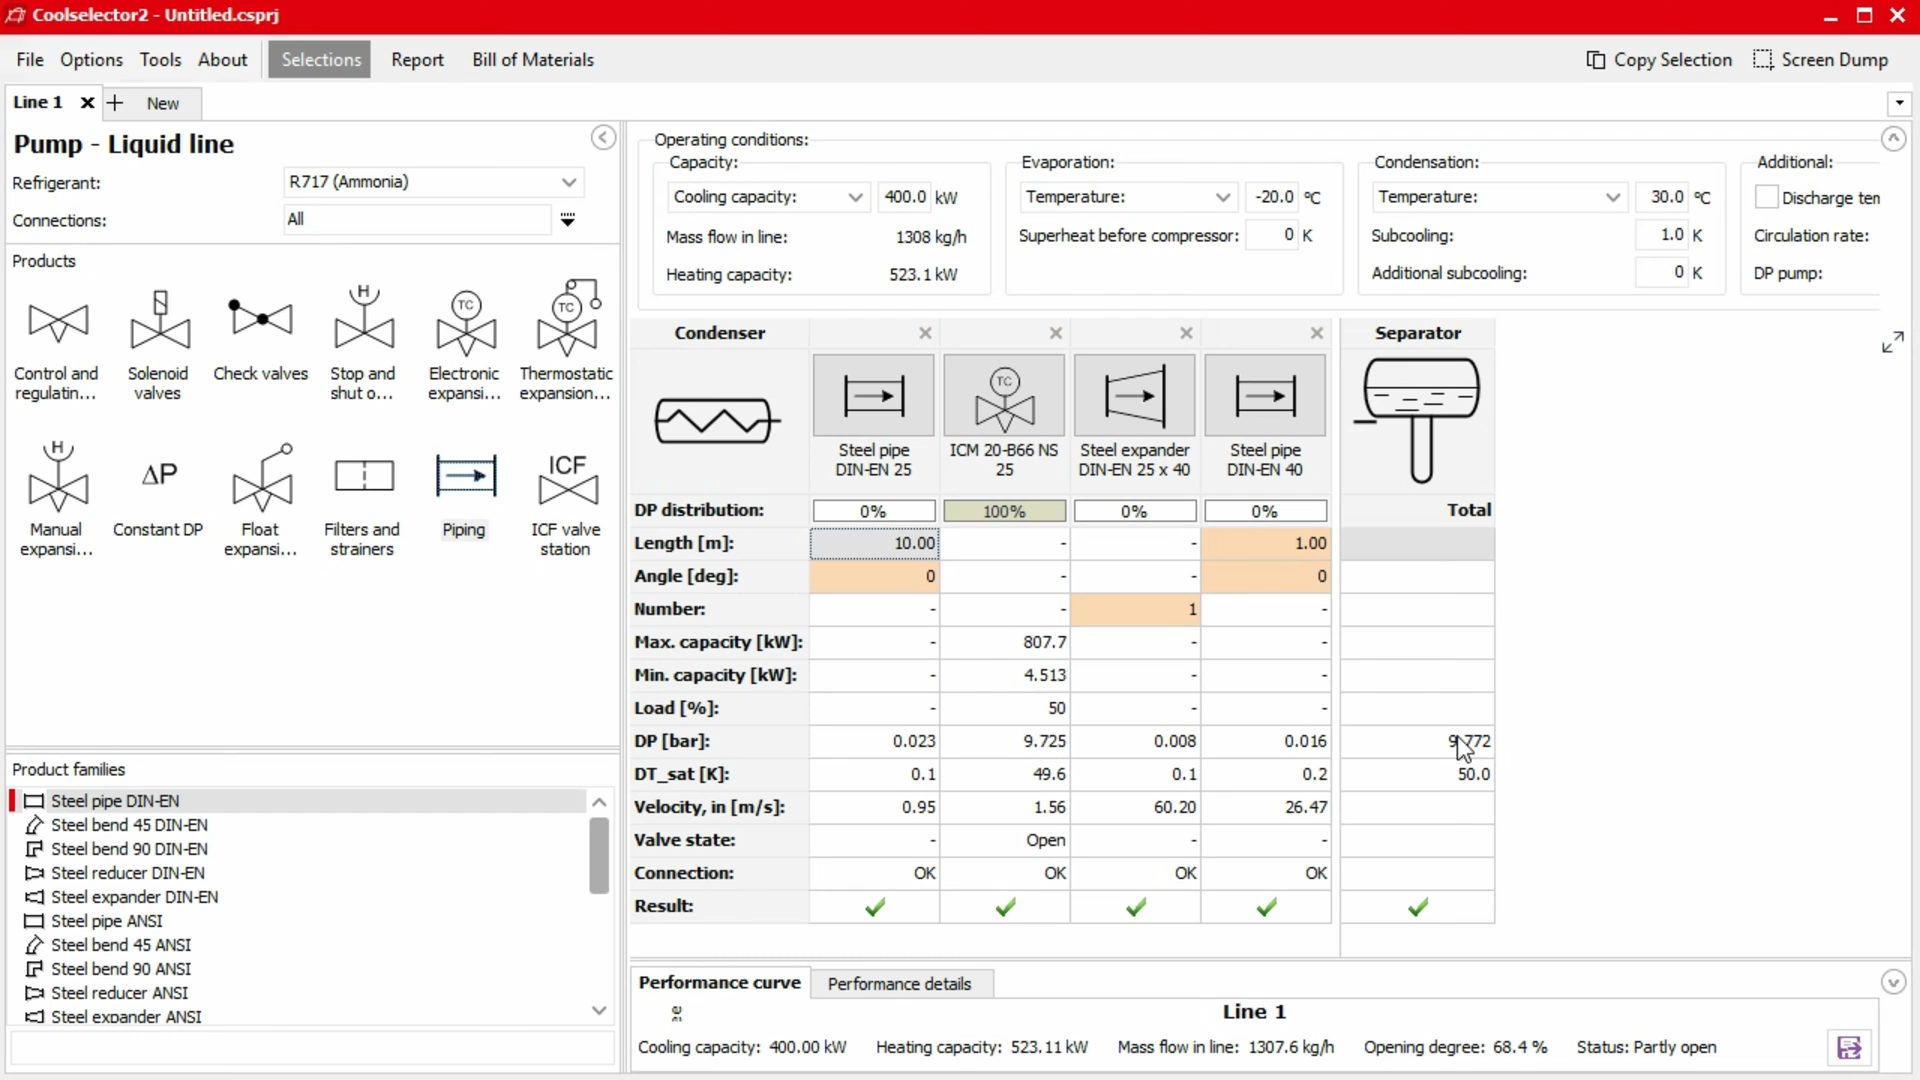 Coolselector2 - Untitled.csprj
File Options Tools About Selections Report Bill of Materials Copy Selection Screen Dump
Line 1 New
Pump - Liquid line
Refrigerant: R717 (Ammonia)
Connections: All
Products
Control and regulatin...
Solenoid valves
Check valves
Stop and shut o...
Electronic expansi...
Thermostatic expansion...
Manual expansi...
Constant DP
Float expansi...
Filters and strainers
Piping
ICF valve station
H
TC
TC
H
ΔP
ICF
Product families
Steel pipe DIN-EN
Steel bend 45 DIN-EN
Steel bend 90 DIN-EN
Steel reducer DIN-EN
Steel expander DIN-EN
Steel pipe ANSI
Steel bend 45 ANSI
Steel bend 90 ANSI
Steel reducer ANSI
Steel expander ANSI
Operating conditions:
Capacity:
Cooling capacity: 400.0 kW
Mass flow in line: 1308 kg/h
Heating capacity: 523.1 kW
Evaporation:
Temperature: -20.0 °C
Superheat before compressor: 0 K
Condensation:
Temperature: 30.0 °C
Subcooling: 1.0 K
Additional subcooling: 0 K
Additional:
Discharge ten
Circulation rate:
DP pump:
Condenser Separator
TC
Steel pipe DIN-EN 25
ICM 20-B66 NS 25
Steel expander DIN-EN 25 x 40
Steel pipe DIN-EN 40
DP distribution: 0% 100% 0% 0% Total
Length [m]: 10.00 - - 1.00
Angle [deg]: 0 - - 0
Number: - - 1 -
Max. capacity [kW]: - 807.7 - -
Min. capacity [kW]: - 4.513 - -
Load [%]: - 50 - -
DP [bar]: 0.023 9.725 0.008 0.016 9.772
DT_sat [K]: 0.1 49.6 0.1 0.2 50.0
Velocity, in [m/s]: 0.95 1.56 60.20 26.47
Valve state: - Open - -
Connection: OK OK OK OK
Result:
Performance curve Performance details
Line 1
Cooling capacity: 400.00 kW Heating capacity: 523.11 kW Mass flow in line: 1307.6 kg/h Opening degree: 68.4 % Status: Partly open